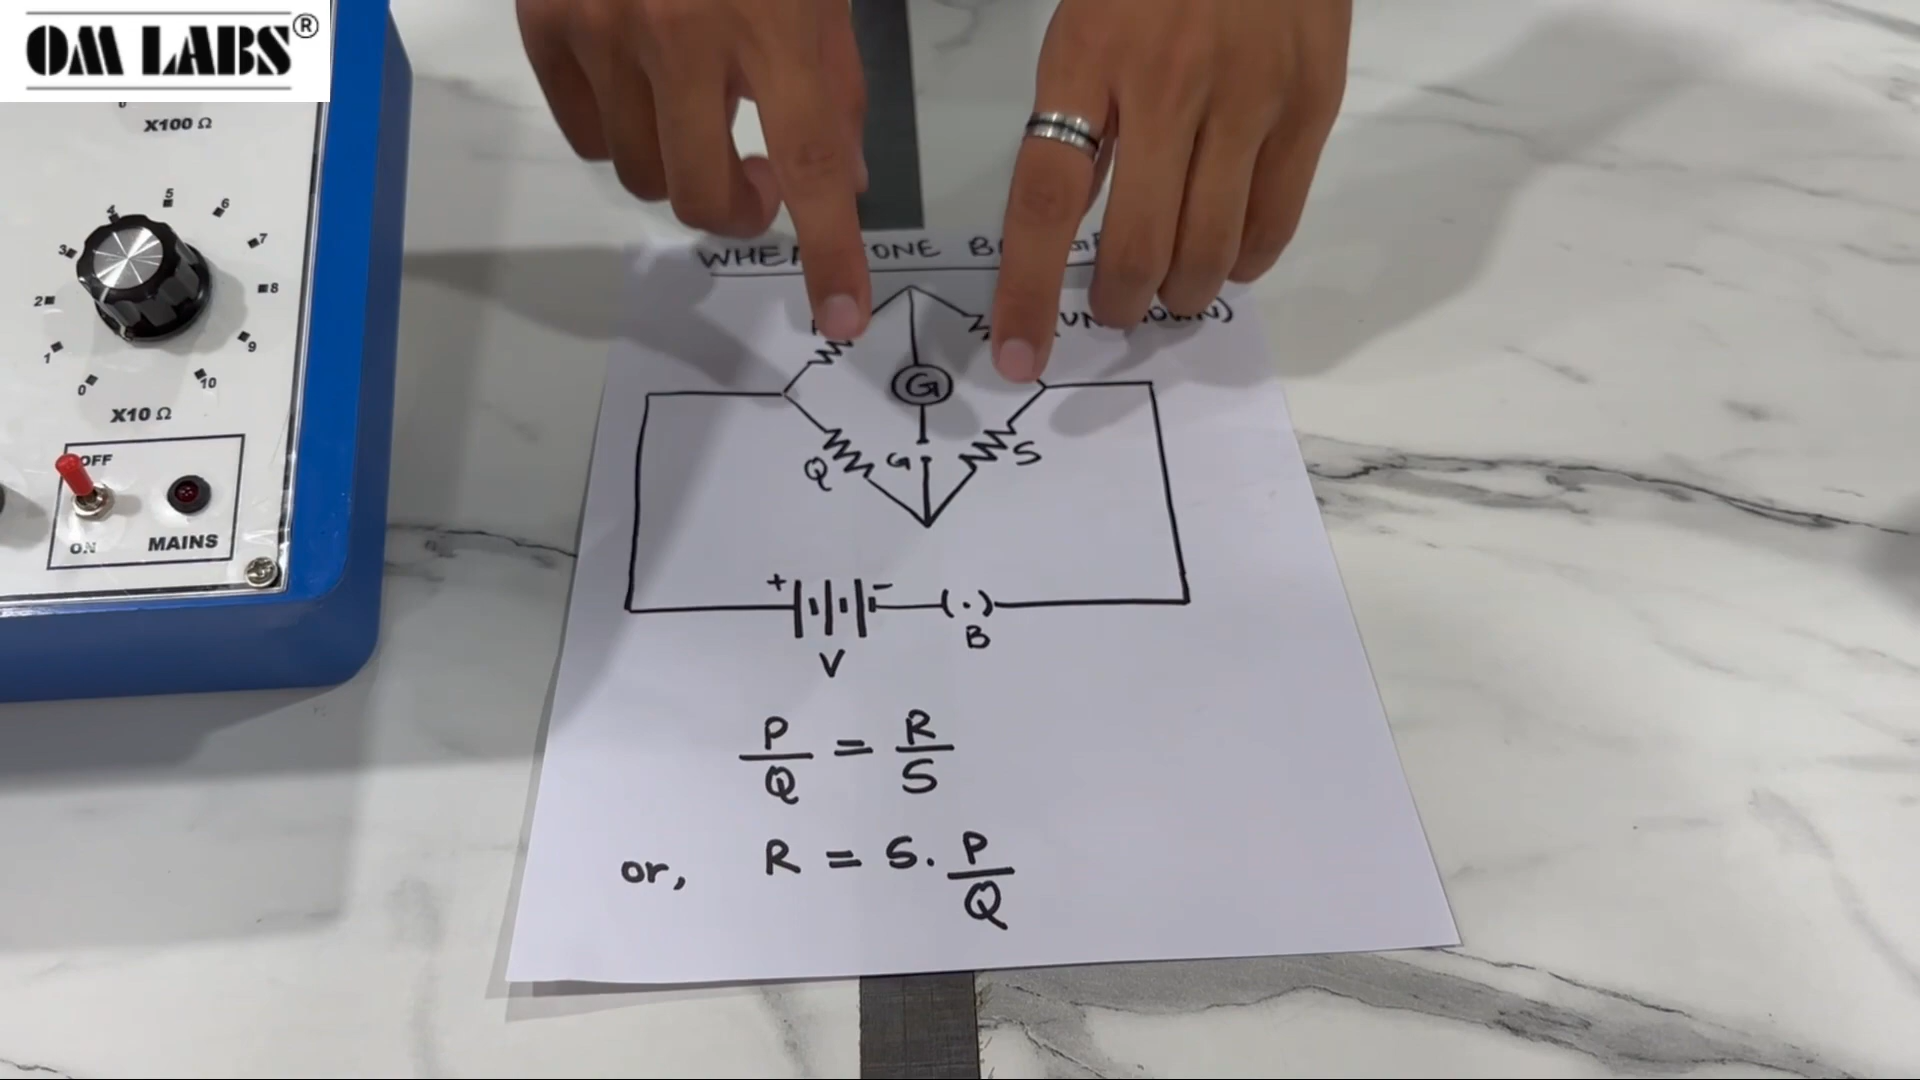 OM LABS®
X100 Ω
0 1 2 3 4 5 6 7 8 9 10
X10 Ω
OFF
ON
MAINS
G
Q
G
S
+ -
V
(.)
B
P/Q = R/S
or, R = S. P/Q